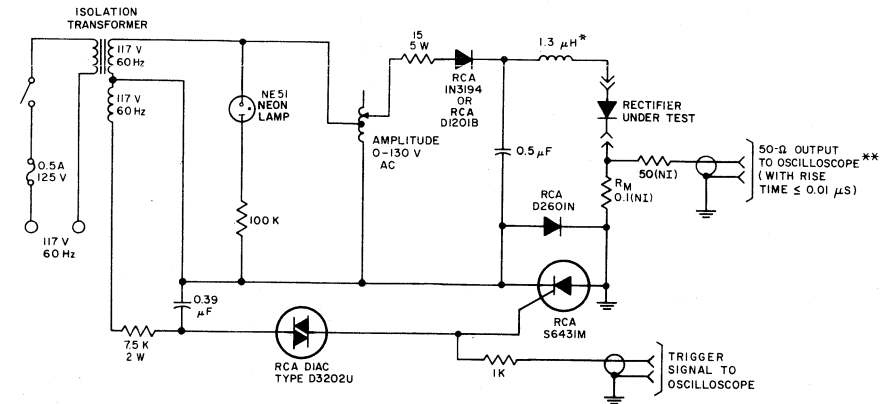 ISOLATION
TRANSFORMER
117 V
60 Hz
117 V
60 Hz
0.5A
125 V
117 V
60 Hz
NE51
NEON
LAMP
100 K
AMPLITUDE
0-130 V
AC
15
5 W
RCA
1N3194
OR
RCA
D1201B
1.3 µH*
RECTIFIER
UNDER TEST
0.5 µF
50(NI)
50-Ω OUTPUT
TO OSCILLOSCOPE**
(WITH RISE
TIME ≤ 0.01 µS)
RM
0.1(NI)
RCA
D2601N
0.39
µF
7.5 K
2 W
RCA DIAC
TYPE D3202U
RCA
S6431M
1K
TRIGGER
SIGNAL TO
OSCILLOSCOPE